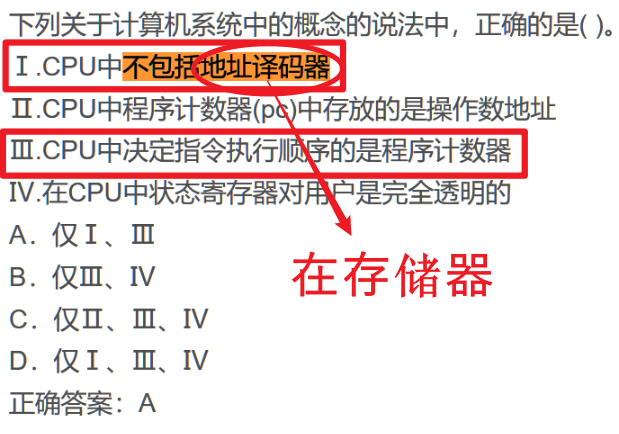 下列关于计算机系统中的概念的说法中，正确的是( )。
Ⅰ.CPU中不包括地址译码器
Ⅱ.CPU中程序计数器(pc)中存放的是操作数地址
Ⅲ.CPU中决定指令执行顺序的是程序计数器
Ⅳ.在CPU中状态寄存器对用户是完全透明的
A．仅Ⅰ、Ⅲ
B．仅Ⅲ、Ⅳ
在存储器
C．仅Ⅱ、Ⅲ、Ⅳ
D．仅Ⅰ、Ⅲ、Ⅳ
正确答案：A